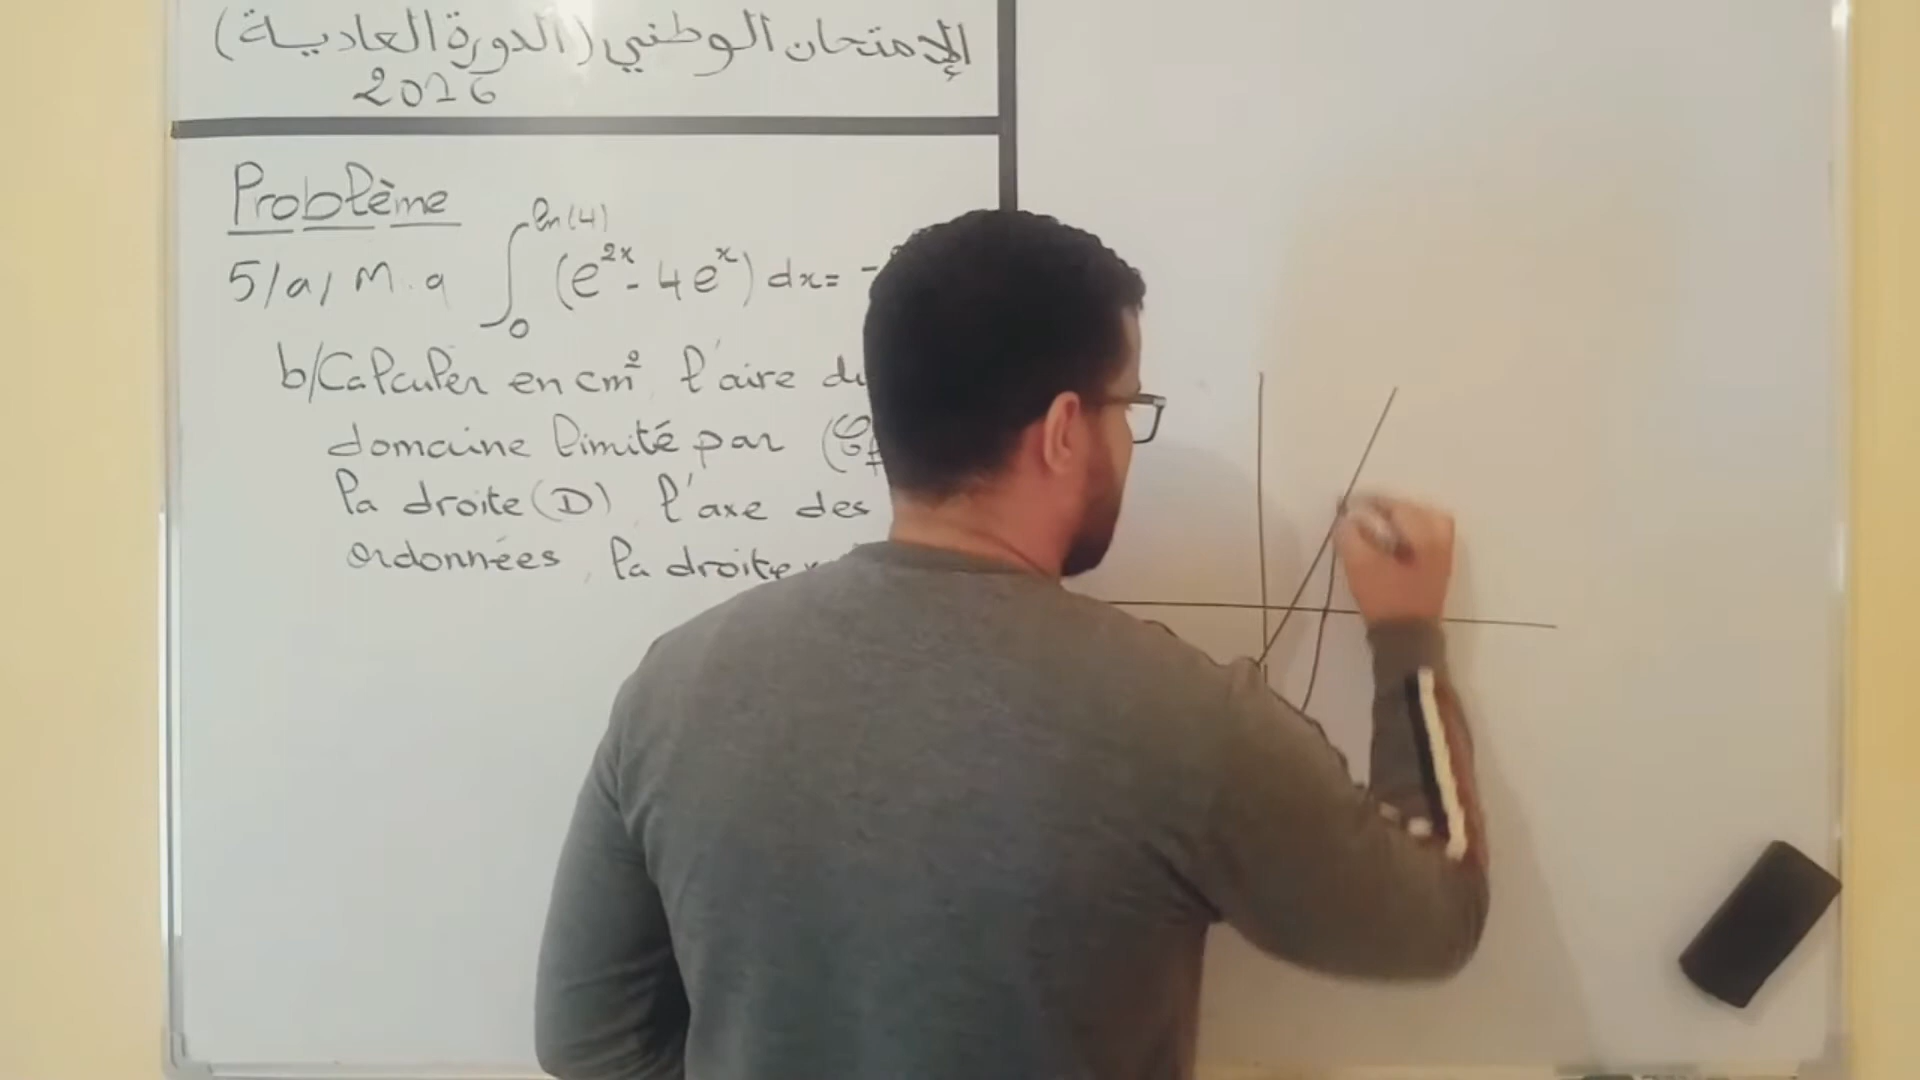 الإمتحان الوطني (الدورة العادية)
2016
Problème
5/a/ M.q ∫₀^ln(4) (e^2x - 4e^x) dx = -
b/Calculer en cm² l'aire du
domaine limité par (Cf
la droite (D), l'axe des
ordonnées, la droite